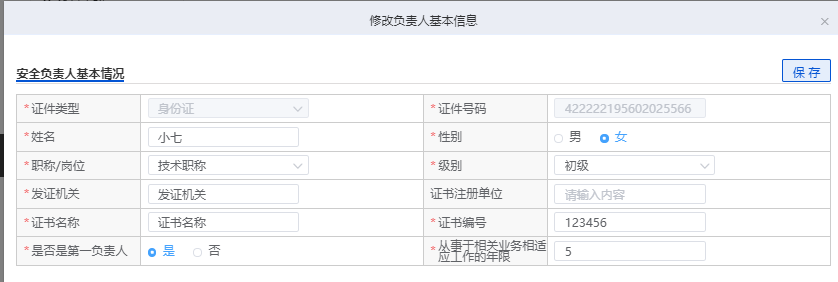 修改负责人基本信息
安全负责人基本情况
保 存
*证件类型 身份证 *证件号码 422222195602025566
*姓名 小七 *性别 男 女
*职称/岗位 技术职称 *级别 初级
*发证机关 发证机关 证书注册单位 请输入内容
*证书名称 证书名称 *证书编号 123456
*是否是第一负责人 是 否 *从事于相关业务相适
应工作的年限 5